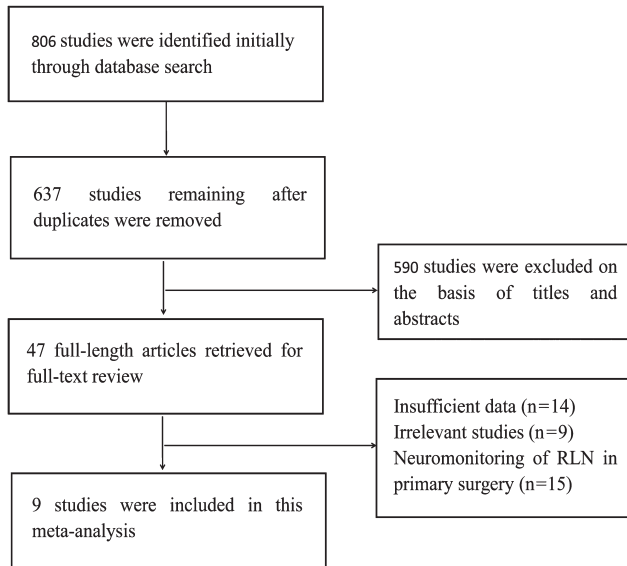 806 studies were identified initially
through database search
637 studies remaining after
duplicates were removed
590 studies were excluded on
the basis of titles and
abstracts
47 full-length articles retrieved for
full-text review
Insufficient data (n=14)
Irrelevant studies (n=9)
Neuromonitoring of RLN in
primary surgery (n=15)
9 studies were included in this
meta-analysis